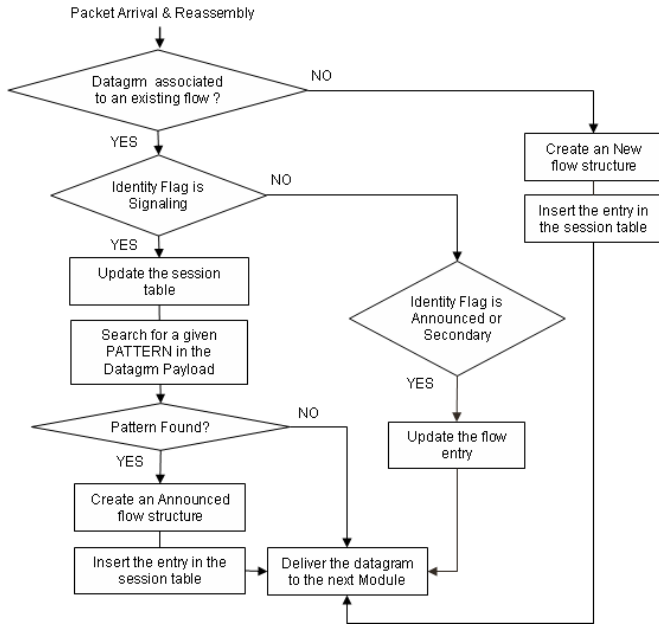 Packet Arrival & Reassembly
Datagrm associated
to an existing flow ?
NO
YES
Create an New
flow structure
Identity Flag is
Signaling
NO
Insert the entry in
the session table
YES
Update the session
table
Identity Flag is
Announced or
Secondary
Search for a given
PATTERN in the
Datagrm Payload
YES
NO
Pattern Found?
Update the flow
entry
YES
Create an Announced
flow structure
Insert the entry in the
session table
Deliver the datagram
to the next Module